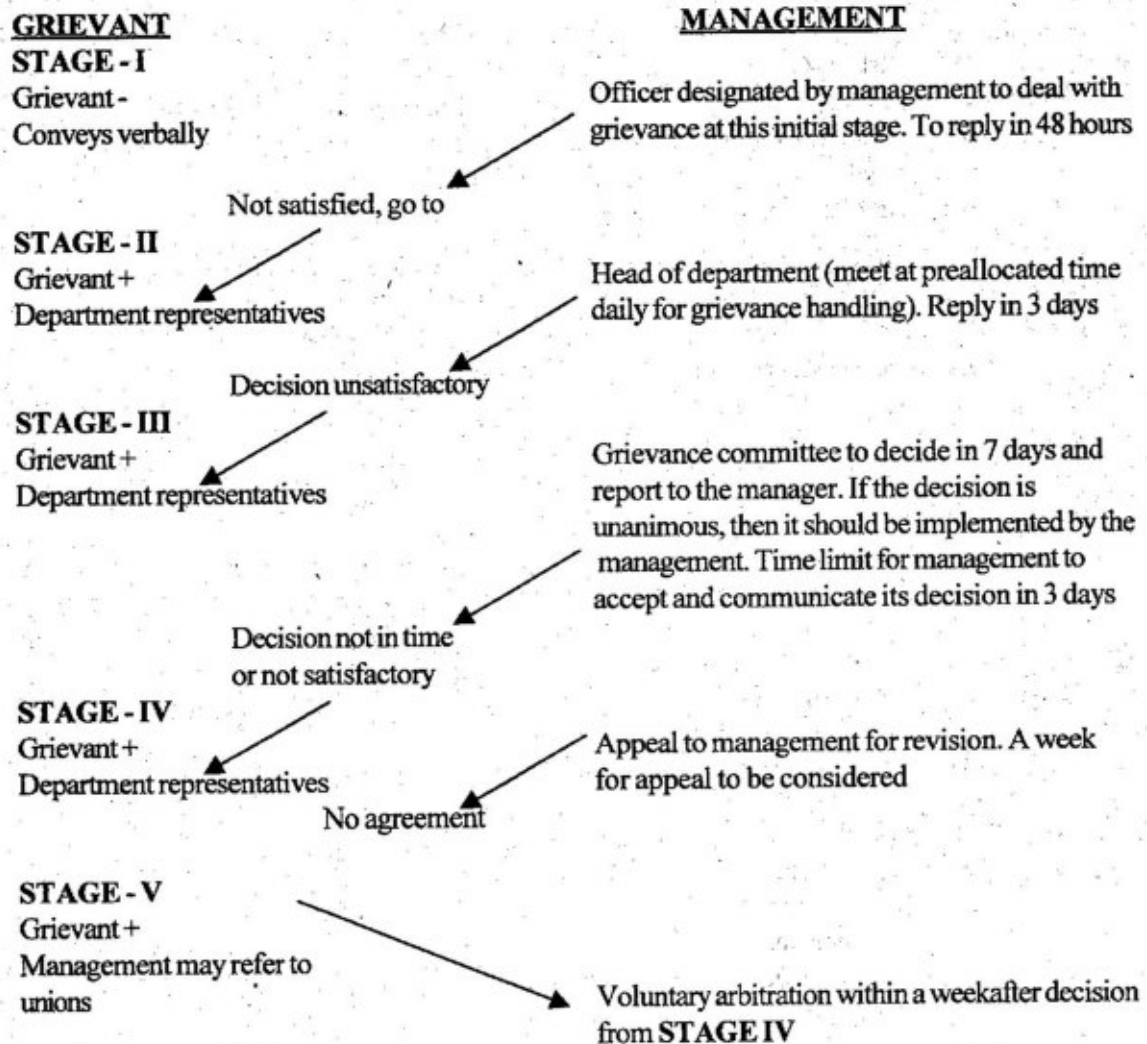 GRIEVANT
MANAGEMENT
STAGE - I
Grievant -
Conveys verbally
Officer designated by management to deal with
grievance at this initial stage. To reply in 48 hours
Not satisfied, go to
STAGE - II
Grievant +
Department representatives
Head of department (meet at preallocated time
daily for grievance handling). Reply in 3 days
Decision unsatisfactory
STAGE - III
Grievant +
Department representatives
Grievance committee to decide in 7 days and
report to the manager. If the decision is
unanimous, then it should be implemented by the
management. Time limit for management to
accept and communicate its decision in 3 days
Decision not in time
or not satisfactory
STAGE - IV
Grievant +
Department representatives
Appeal to management for revision. A week
for appeal to be considered
No agreement
STAGE - V
Grievant +
Management may refer to
unions
Voluntary arbitration within a weekafter decision
from STAGE IV